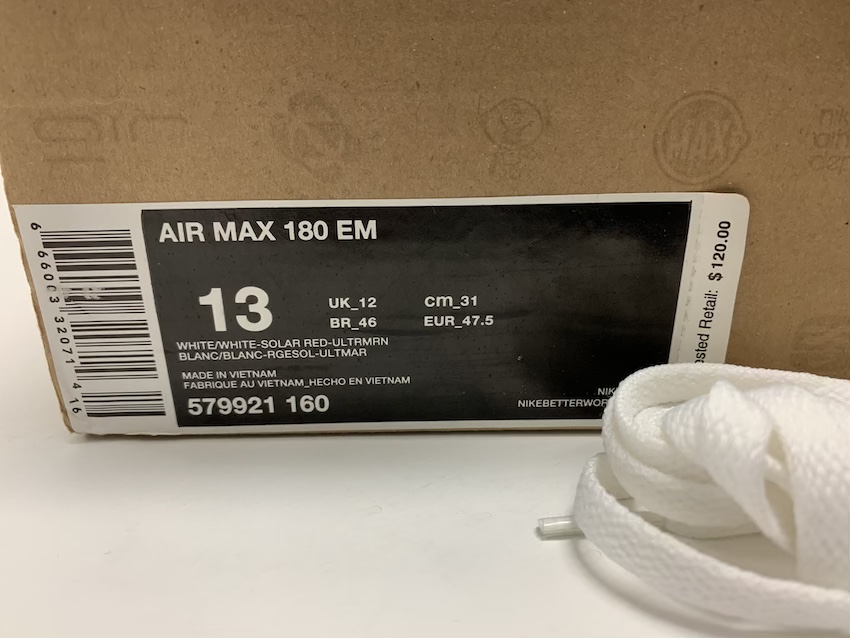 MAX
AIR MAX 180 EM
13
UK_12
cm_31
BR_46
EUR_47.5
WHITE/WHITE-SOLAR RED-ULTRMRN
BLANC/BLANC-RGESOL-ULTMAR
MADE IN VIETNAM
FABRIQUE AU VIETNAM_HECHO EN VIETNAM
579921 160
Retail: $120.00
6 66003 32071 4 16